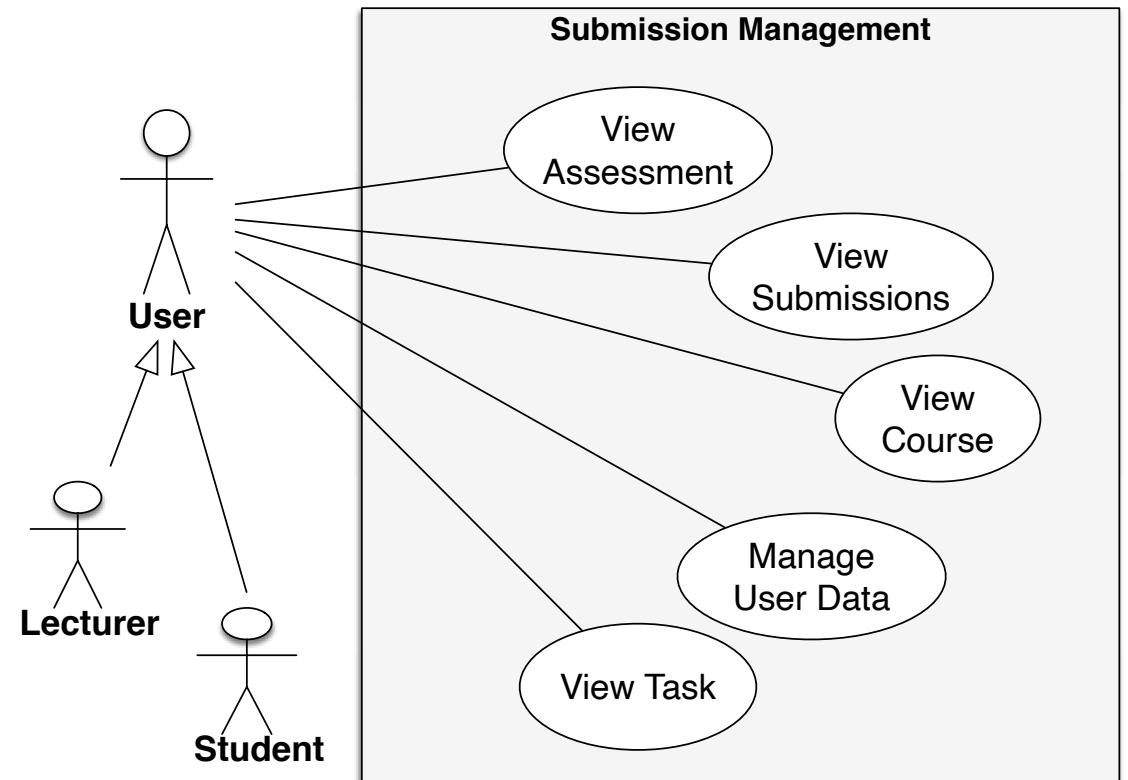 Submission Management
View
Assessment
View
Submissions
User
View
Course
Manage
User Data
Lecturer
View Task
Student